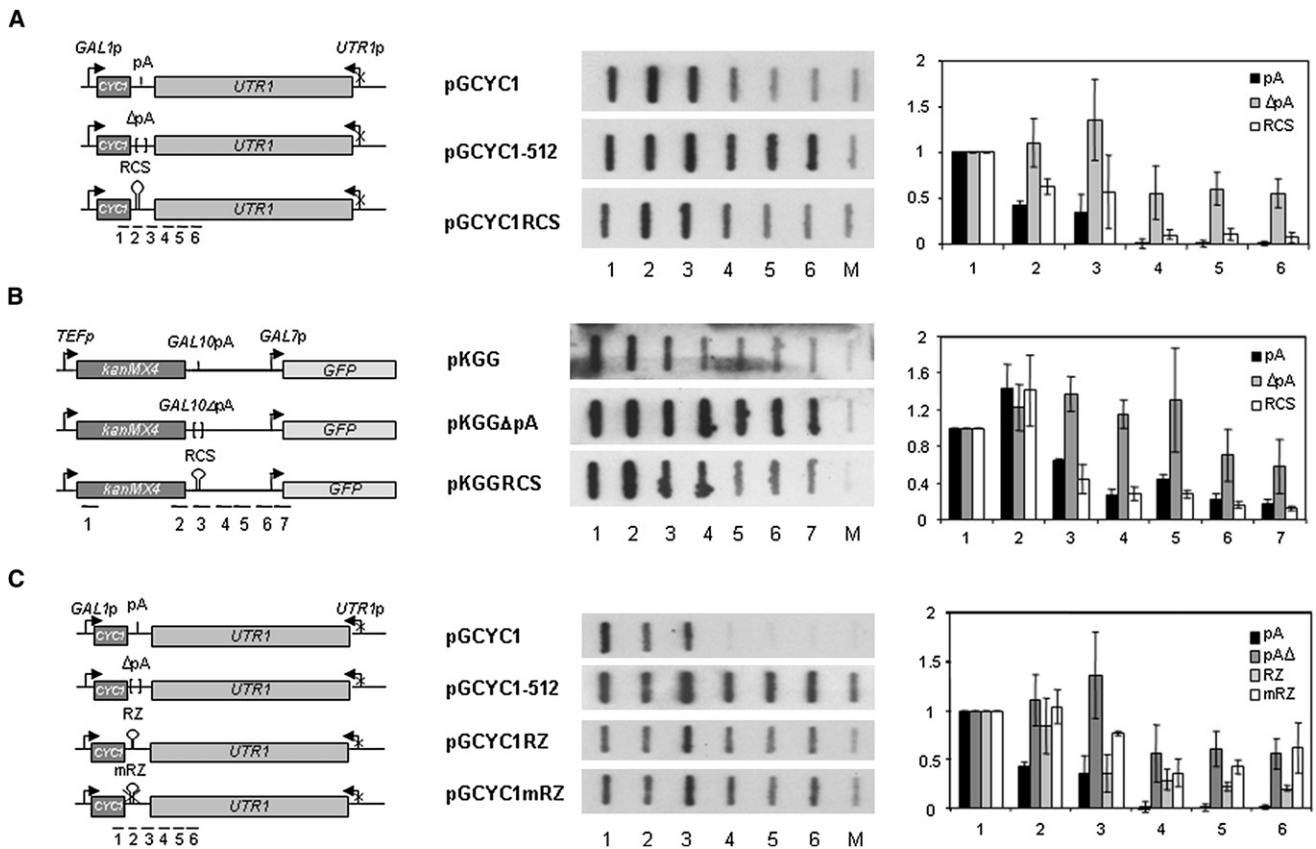 A
GAL1p
pA
UTR1p
CYC1
UTR1
ΔpA
CYC1
UTR1
RCS
CYC1
UTR1
1 2 3 4 5 6
pGCYC1
pGCYC1-512
pGCYC1RCS
1 2 3 4 5 6 M
2
1.5
1
0.5
0
pA
ΔpA
RCS
1 2 3 4 5 6
B
TEFp
GAL10pA
GAL7p
kanMX4
GFP
GAL10ΔpA
kanMX4
GFP
RCS
kanMX4
GFP
1 2 3 4 5 6 7
pKGG
pKGGΔpA
pKGGRCS
1 2 3 4 5 6 7 M
2
1.6
1.2
0.8
0.4
0
pA
ΔpA
RCS
1 2 3 4 5 6 7
C
GAL1p
pA
UTR1p
CYC1
UTR1
ΔpA
CYC1
UTR1
RZ
CYC1
UTR1
mRZ
CYC1
UTR1
1 2 3 4 5 6
pGCYC1
pGCYC1-512
pGCYC1RZ
pGCYC1mRZ
1 2 3 4 5 6 M
2
1.5
1
0.5
0
pA
pAΔ
RZ
mRZ
1 2 3 4 5 6